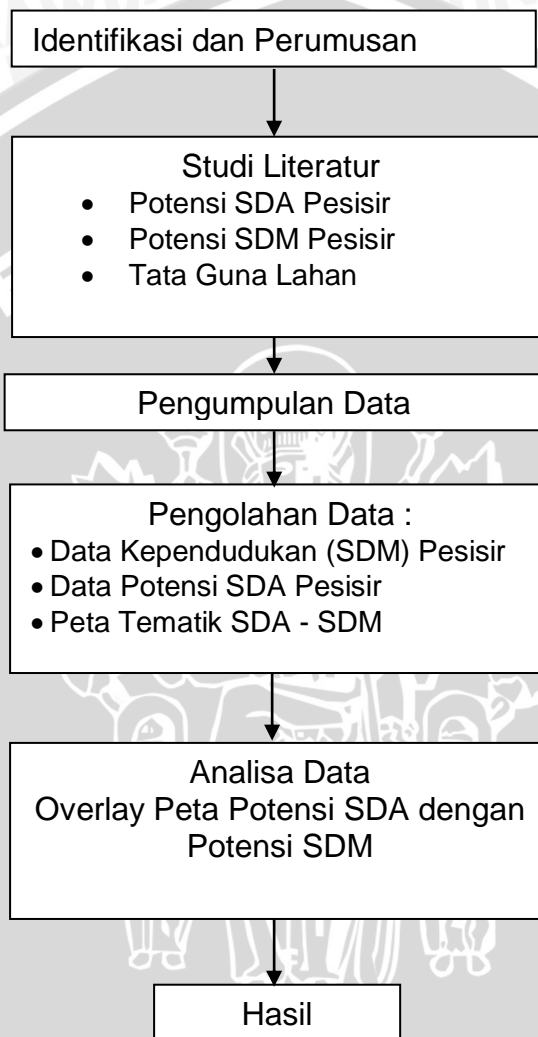 Identifikasi dan Perumusan
Studi Literatur
• Potensi SDA Pesisir
• Potensi SDM Pesisir
• Tata Guna Lahan
Pengumpulan Data
Pengolahan Data :
• Data Kependudukan (SDM) Pesisir
• Data Potensi SDA Pesisir
• Peta Tematik SDA - SDM
Analisa Data
Overlay Peta Potensi SDA dengan
Potensi SDM
Hasil